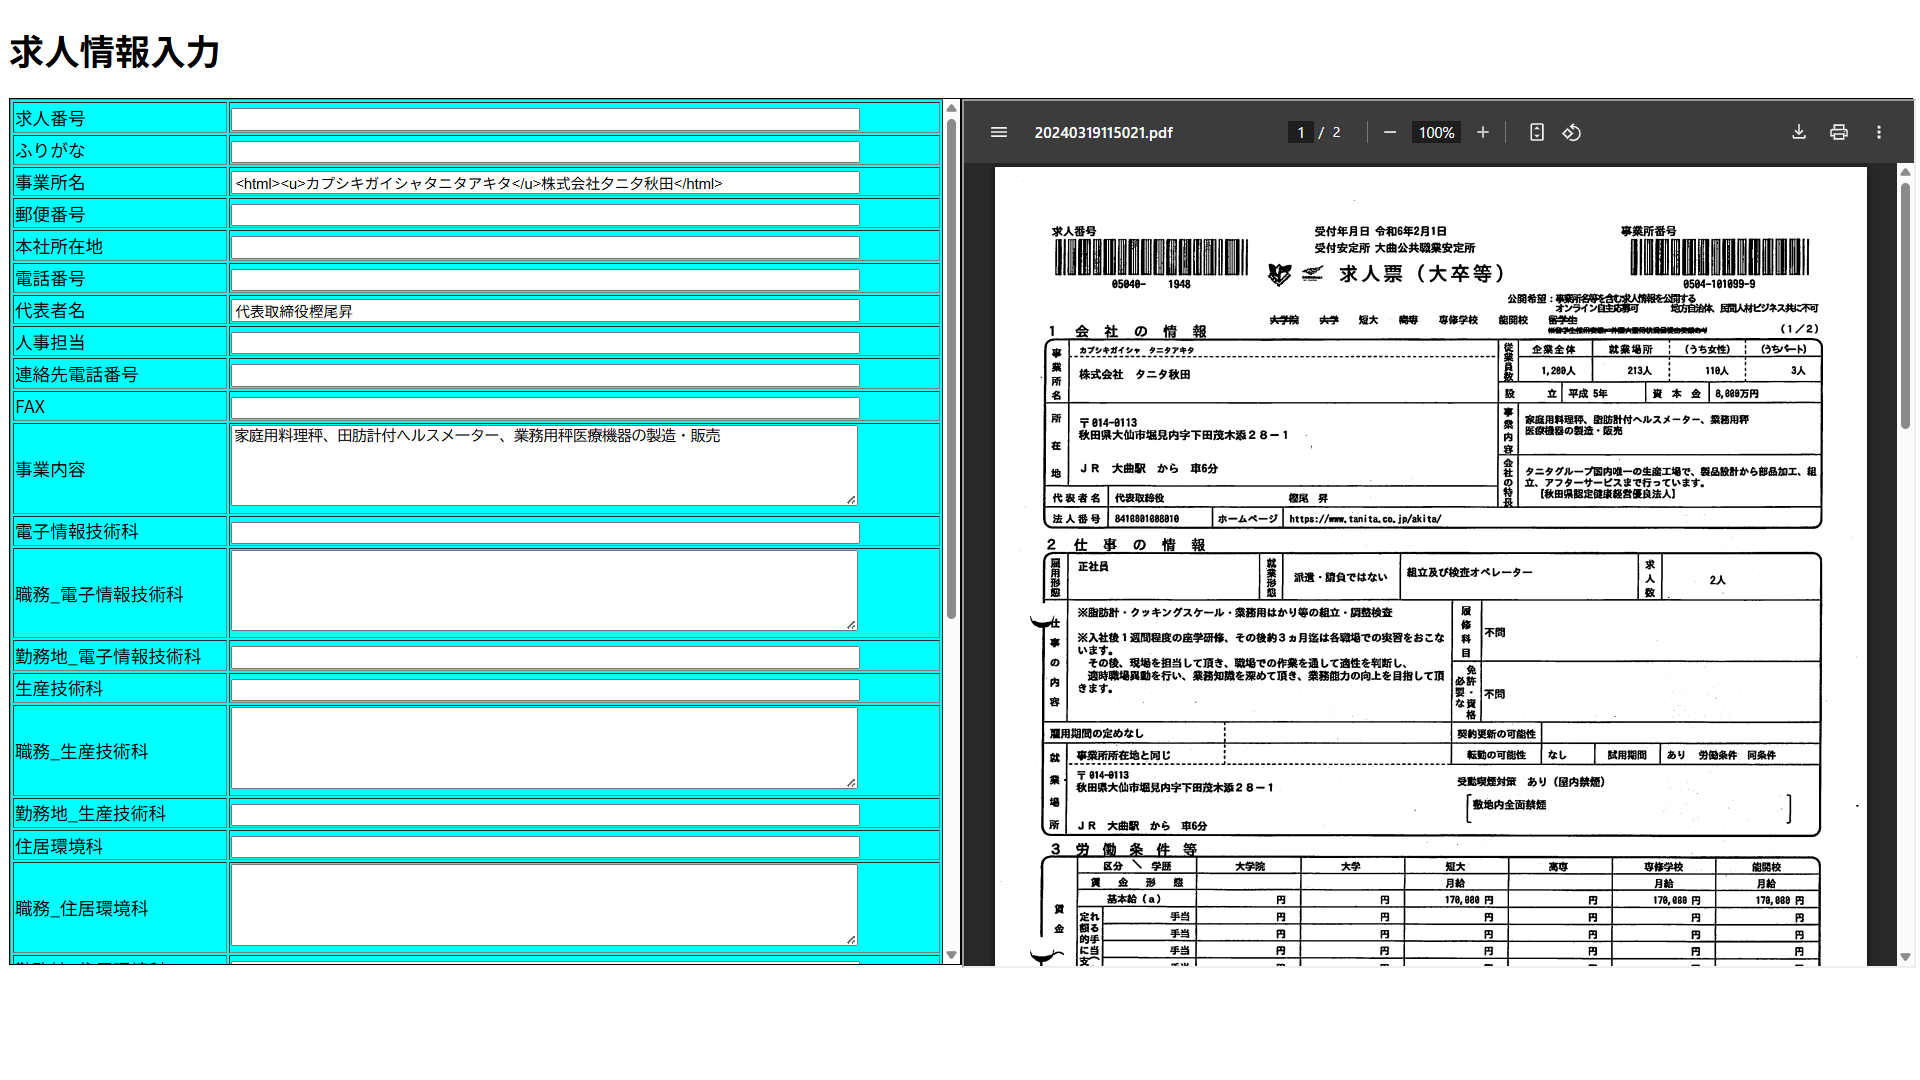 求人情報入力
求人番号
ふりがな
事業所名 <html><u>カプシキガイシャタニタアキタ</u>株式会社タニタ秋田</html>
郵便番号
本社所在地
電話番号
代表者名 代表取締役樫尾昇
人事担当
連絡先電話番号
FAX
事業内容 家庭用料理秤、田肪計付ヘルスメーター、業務用秤医療機器の製造・販売
電子情報技術科
職務_電子情報技術科
勤務地_電子情報技術科
生産技術科
職務_生産技術科
勤務地_生産技術科
住居環境科
職務_住居環境科
20240319115021.pdf 1 / 2 100%
求人番号 受付年月日 令和6年2月1日 事業所番号
受付安定所 大曲公共職業安定所
求人票（大卒等）
05040- 1948 0504-101099-9
公開希望：事業所名等を含む求人情報を公開する
オンライン自主応募可 地方自治体、民間人材ビジネス共に不可
大学院 大学 短大 高専 専修学校 能開校 留学生
1 会社の情報 (1/2)
事業所名 カブシキガイシャ タニタアキタ
株式会社 タニタ秋田
従業員数 企業全体 就業場所 (うち女性) (うちパート)
1,200人 213人 110人 3人
設立 平成 5年 資本金 8,000万円
所在地 〒014-0113
秋田県大仙市堀見内字下田茂木添２８－１
ＪＲ 大曲駅 から 車6分
事業内容 家庭用料理秤、脂肪計付ヘルスメーター、業務用秤
医療機器の製造・販売
会社の特長 タニタグループ国内唯一の生産工場で、製品設計から部品加工、組
立、アフターサービスまで行っています。
［秋田県認定健康経営優良法人］
代表者名 代表取締役 樫尾 昇
法人番号 8410001008010 ホームページ https://www.tanita.co.jp/akita/
2 仕事の情報
雇用形態 正社員 就業形態 派遣・請負ではない 組立及び検査オペレーター 求人数 2人
仕事の内容 ※脂肪計・クッキングスケール・業務用はかり等の組立・調整検査
※入社後１週間程度の座学研修、その後約３ヵ月迄は各職場での実習をおこな
います。
その後、現場を担当して頂き、職場での作業を通して適性を判断し、
適時職場異動を行い、業務知識を深めて頂き、業務能力の向上を目指して頂
きます。
履修科目 不問
必要な免許・資格 不問
雇用期間の定めなし 契約更新の可能性
就業場所 事業所所在地と同じ 転勤の可能性 なし 試用期間 あり 労働条件 同条件
〒014-0113
秋田県大仙市堀見内字下田茂木添２８－１
ＪＲ 大曲駅 から 車6分
受動喫煙対策 あり（屋内禁煙）
敷地内全面禁煙
3 労働条件等
区分 ＼ 学歴 大学院 大学 短大 高専 専修学校 能開校
賃金形態 月給 月給 月給
基本給（a） 円 円 170,000 円 円 170,000 円 170,000 円
手当 円 円 円 円 円 円
手当 円 円 円 円 円 円
手当 円 円 円 円 円 円